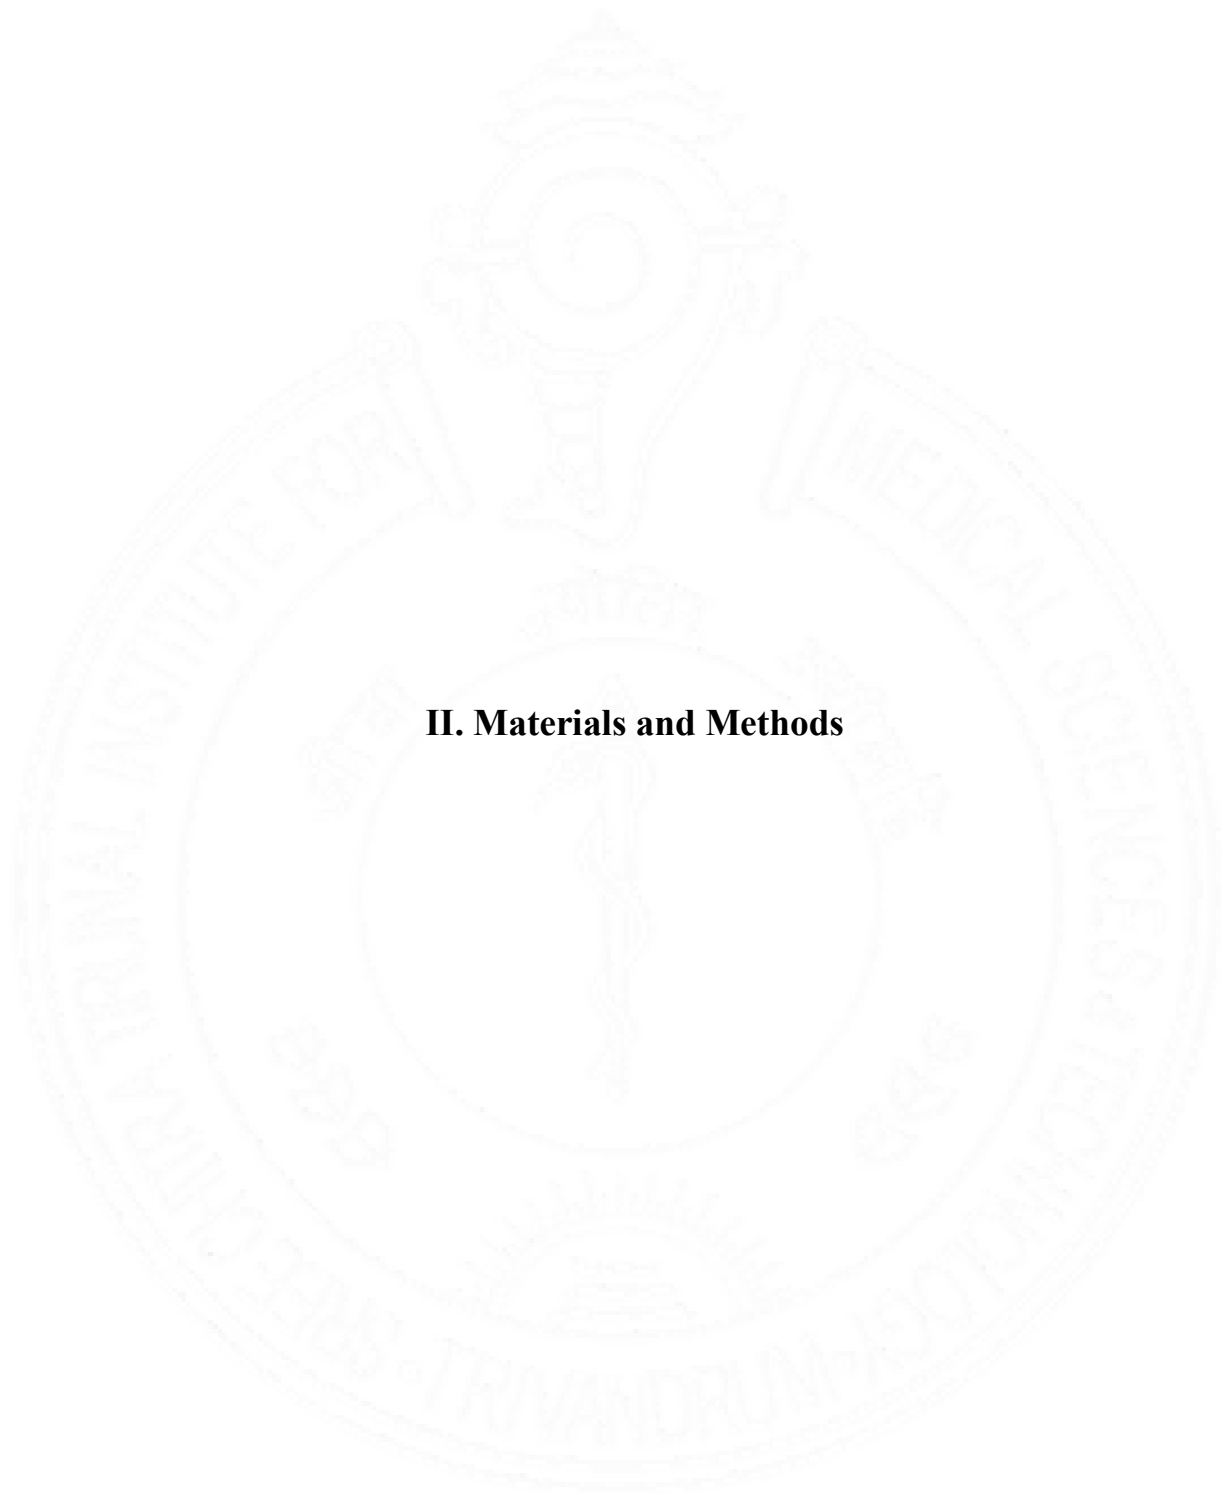 SREE CHITRA TIRUNAL INSTITUTE FOR MEDICAL SCIENCES & TECHNOLOGY
TRIVANDRUM
II. Materials and Methods